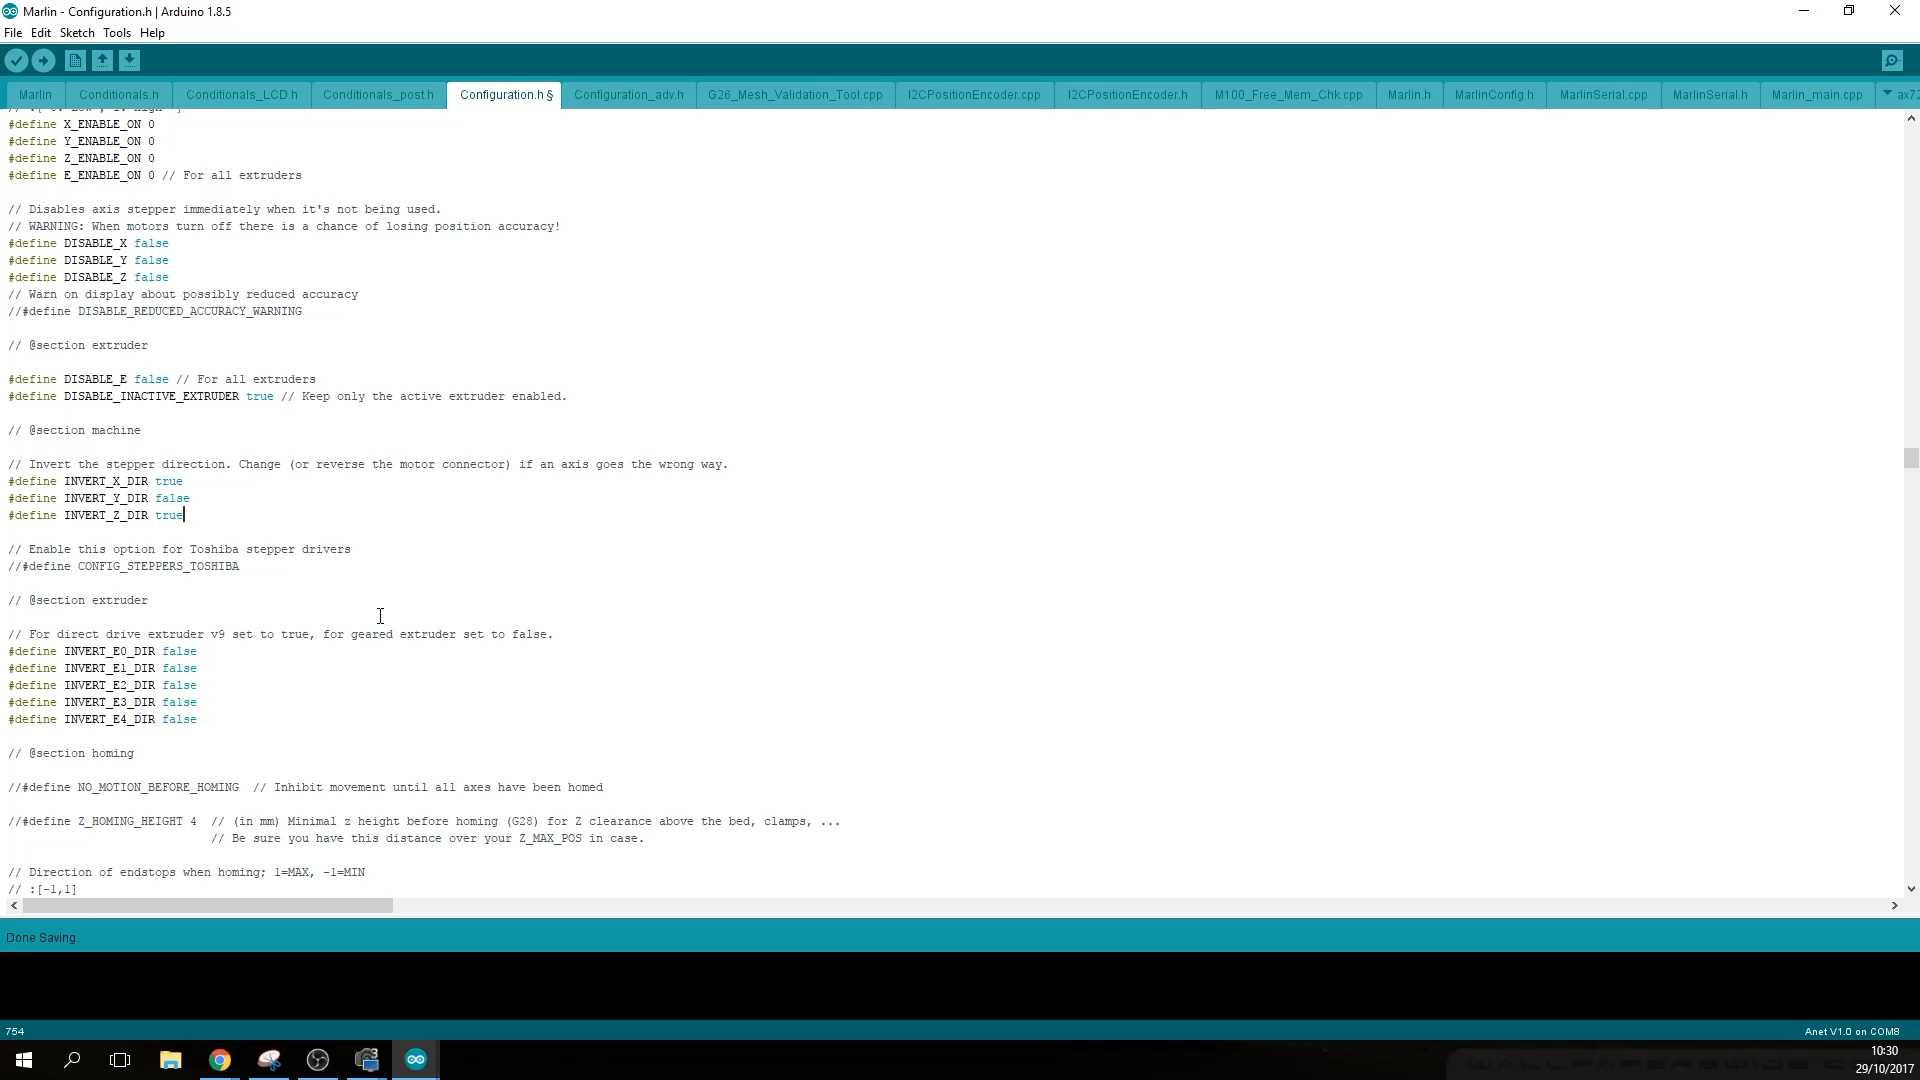 Marlin - Configuration.h | Arduino 1.8.5
File Edit Sketch Tools Help
Marlin Conditionals.h Conditionals_LCD.h Conditionals_post.h Configuration.h § Configuration_adv.h G26_Mesh_Validation_Tool.cpp I2CPositionEncoder.cpp I2CPositionEncoder.h M100_Free_Mem_Chk.cpp Marlin.h MarlinConfig.h MarlinSerial.cpp MarlinSerial.h Marlin_main.cpp
#define X_ENABLE_ON 0
#define Y_ENABLE_ON 0
#define Z_ENABLE_ON 0
#define E_ENABLE_ON 0 // For all extruders
// Disables axis stepper immediately when it's not being used.
// WARNING: When motors turn off there is a chance of losing position accuracy!
#define DISABLE_X false
#define DISABLE_Y false
#define DISABLE_Z false
// Warn on display about possibly reduced accuracy
//#define DISABLE_REDUCED_ACCURACY_WARNING
// @section extruder
#define DISABLE_E false // For all extruders
#define DISABLE_INACTIVE_EXTRUDER true // Keep only the active extruder enabled.
// @section machine
// Invert the stepper direction. Change (or reverse the motor connector) if an axis goes the wrong way.
#define INVERT_X_DIR true
#define INVERT_Y_DIR false
#define INVERT_Z_DIR true
// Enable this option for Toshiba stepper drivers
//#define CONFIG_STEPPERS_TOSHIBA
// @section extruder
// For direct drive extruder v9 set to true, for geared extruder set to false.
#define INVERT_E0_DIR false
#define INVERT_E1_DIR false
#define INVERT_E2_DIR false
#define INVERT_E3_DIR false
#define INVERT_E4_DIR false
// @section homing
//#define NO_MOTION_BEFORE_HOMING  // Inhibit movement until all axes have been homed
//#define Z_HOMING_HEIGHT 4  // (in mm) Minimal z height before homing (G28) for Z clearance above the bed, clamps, ...
// Be sure you have this distance over your Z_MAX_POS in case.
// Direction of endstops when homing; 1=MAX, -1=MIN
// :[-1,1]
Done Saving.
754 Anet V1.0 on COM8
10:30
29/10/2017